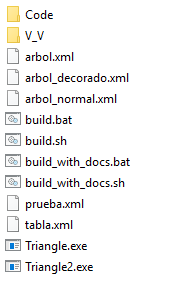 Code
V_V
arbol.xml
arbol_decorado.xml
arbol_normal.xml
build.bat
build.sh
build_with_docs.bat
build_with_docs.sh
prueba.xml
tabla.xml
Triangle.exe
Triangle2.exe